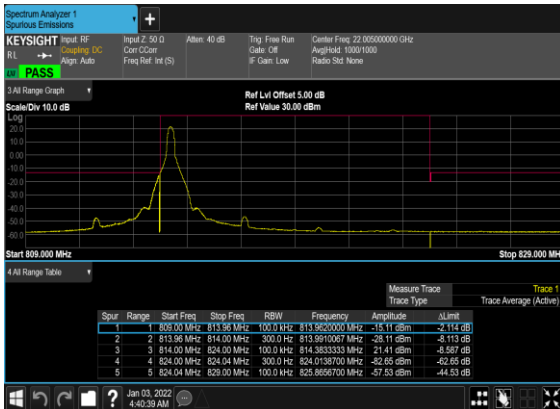 Spectrum Analyzer 1
Spurious Emissions
+
KEYSIGHT Input: RF Input Z: 50 Ω Atten: 40 dB Trig: Free Run Center Freq: 22.005000000 GHz
RL Coupling: DC Corr CCorr Gate: Off Avg|Hold: 1000/1000
Align: Auto Freq Ref: Int (S) IF Gain: Low Radio Std: None
PASS
3 All Range Graph
Ref Lvl Offset 5.00 dB
Scale/Div 10.0 dB Ref Value 30.00 dBm
Log
20.0
10.0
0.00
-10.0
-20.0
-30.0
-40.0
-50.0
-60.0
Start 809.000 MHz Stop 829.000 MH
4 All Range Table
Measure Trace Trace 1
Trace Type Trace Average (Active)
Spur Range Start Freq Stop Freq RBW Frequency Amplitude ΔLimit
1 1 809.00 MHz 813.96 MHz 100.0 kHz 813.9620000 MHz -15.11 dBm -2.114 dB
2 2 813.96 MHz 814.00 MHz 300.0 Hz 813.9910067 MHz -28.11 dBm -8.113 dB
3 3 814.00 MHz 824.00 MHz 100.0 kHz 814.3833333 MHz 21.41 dBm -8.587 dB
4 4 824.00 MHz 824.04 MHz 300.0 Hz 824.0138700 MHz -82.65 dBm -62.65 dB
5 5 824.04 MHz 829.00 MHz 100.0 kHz 825.8656700 MHz -57.53 dBm -44.53 dB
? Jan 03, 2022
4:40:39 AM